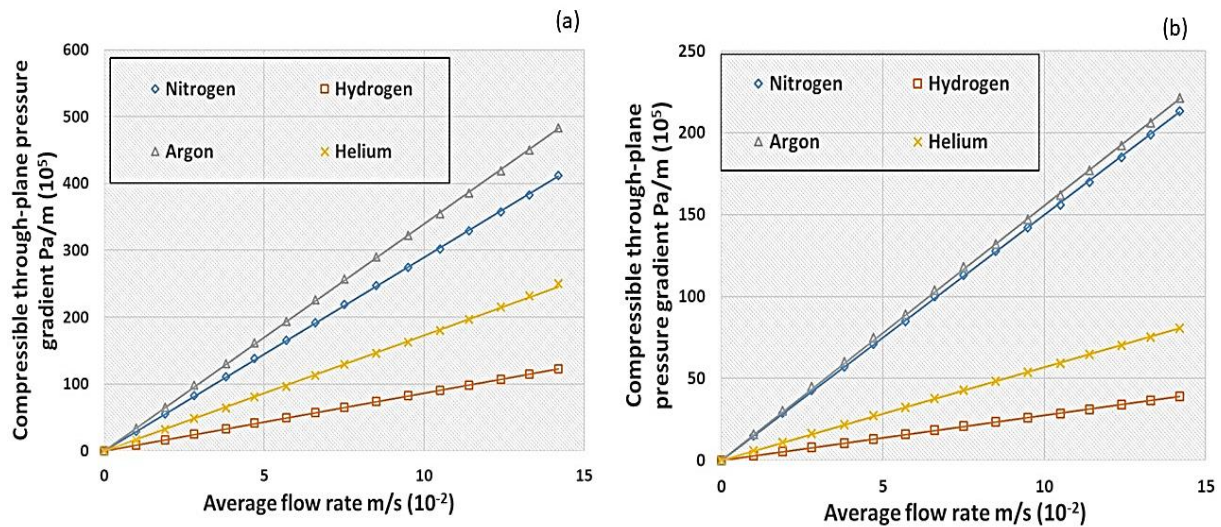 (a)
600
500
400
300
200
100
0
0 5 10 15
Nitrogen Hydrogen
Argon Helium
Compressible through-plane pressure
gradient Pa/m (10⁵)
Average flow rate m/s (10⁻²)
(b)
250
200
150
100
50
0
0 5 10 15
Nitrogen Hydrogen
Argon Helium
Compressible through-plane
pressure gradient Pa/m (10⁵)
Average flow rate m/s (10⁻²)